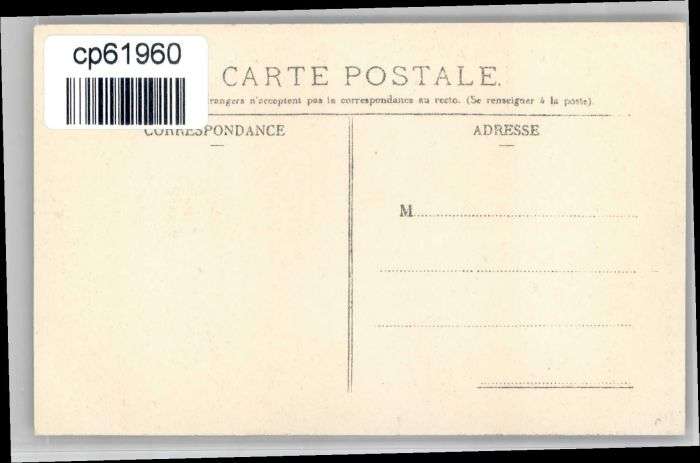 cp61960
CARTE POSTALE.
rangers n'acceptent pas la correspondance au recto. (Se renseigner à la poste).
CORRESPONDANCE
ADRESSE
M